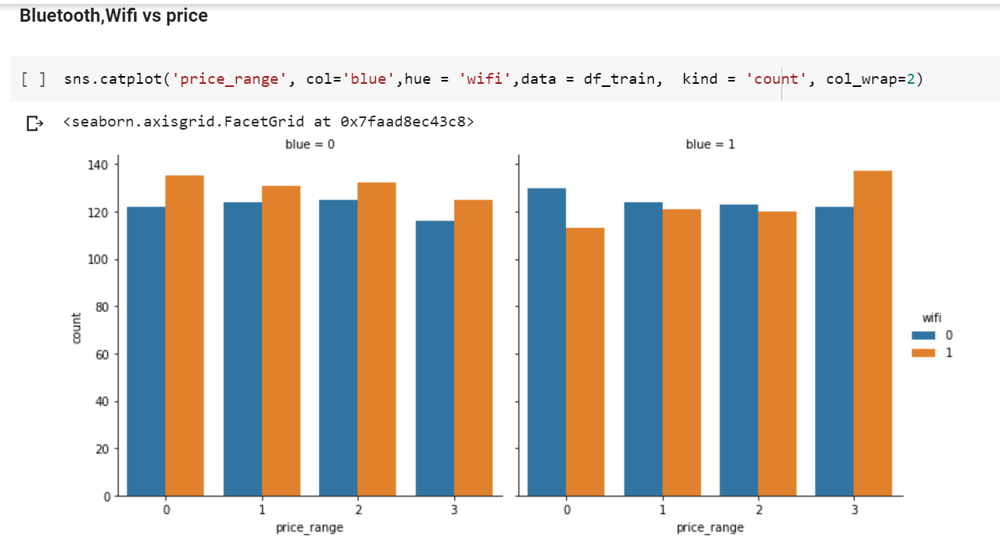 Bluetooth,Wifi vs price
[ ] sns.catplot('price_range', col='blue',hue = 'wifi',data = df_train,  kind = 'count', col_wrap=2)
<seaborn.axisgrid.FacetGrid at 0x7faad8ec43c8>
blue = 0
blue = 1
140
120
100
80
60
40
20
0
count
0 1 2 3
price_range
0 1 2 3
price_range
wifi
0
1